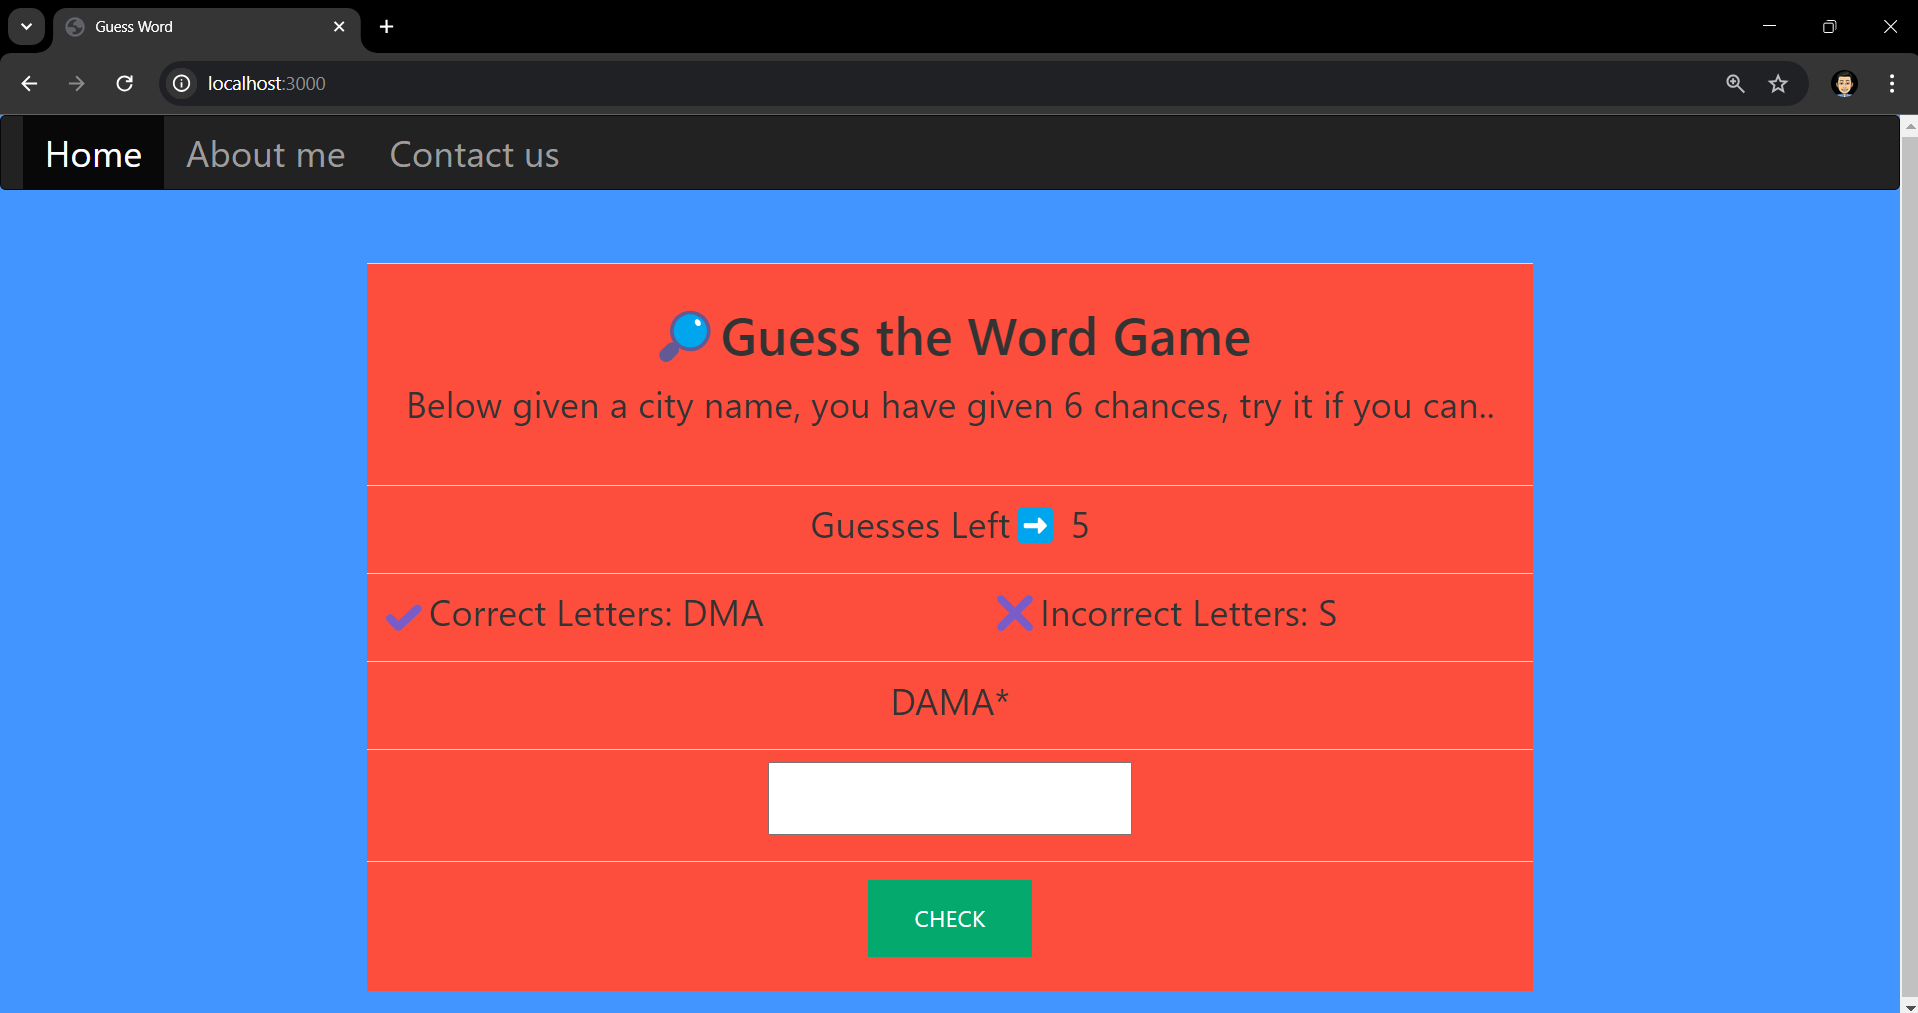 Guess Word
localhost:3000
Home About me Contact us
Guess the Word Game
Below given a city name, you have given 6 chances, try it if you can..
Guesses Left➡️ 5
Correct Letters: DMA
Incorrect Letters: S
DAMA*
CHECK